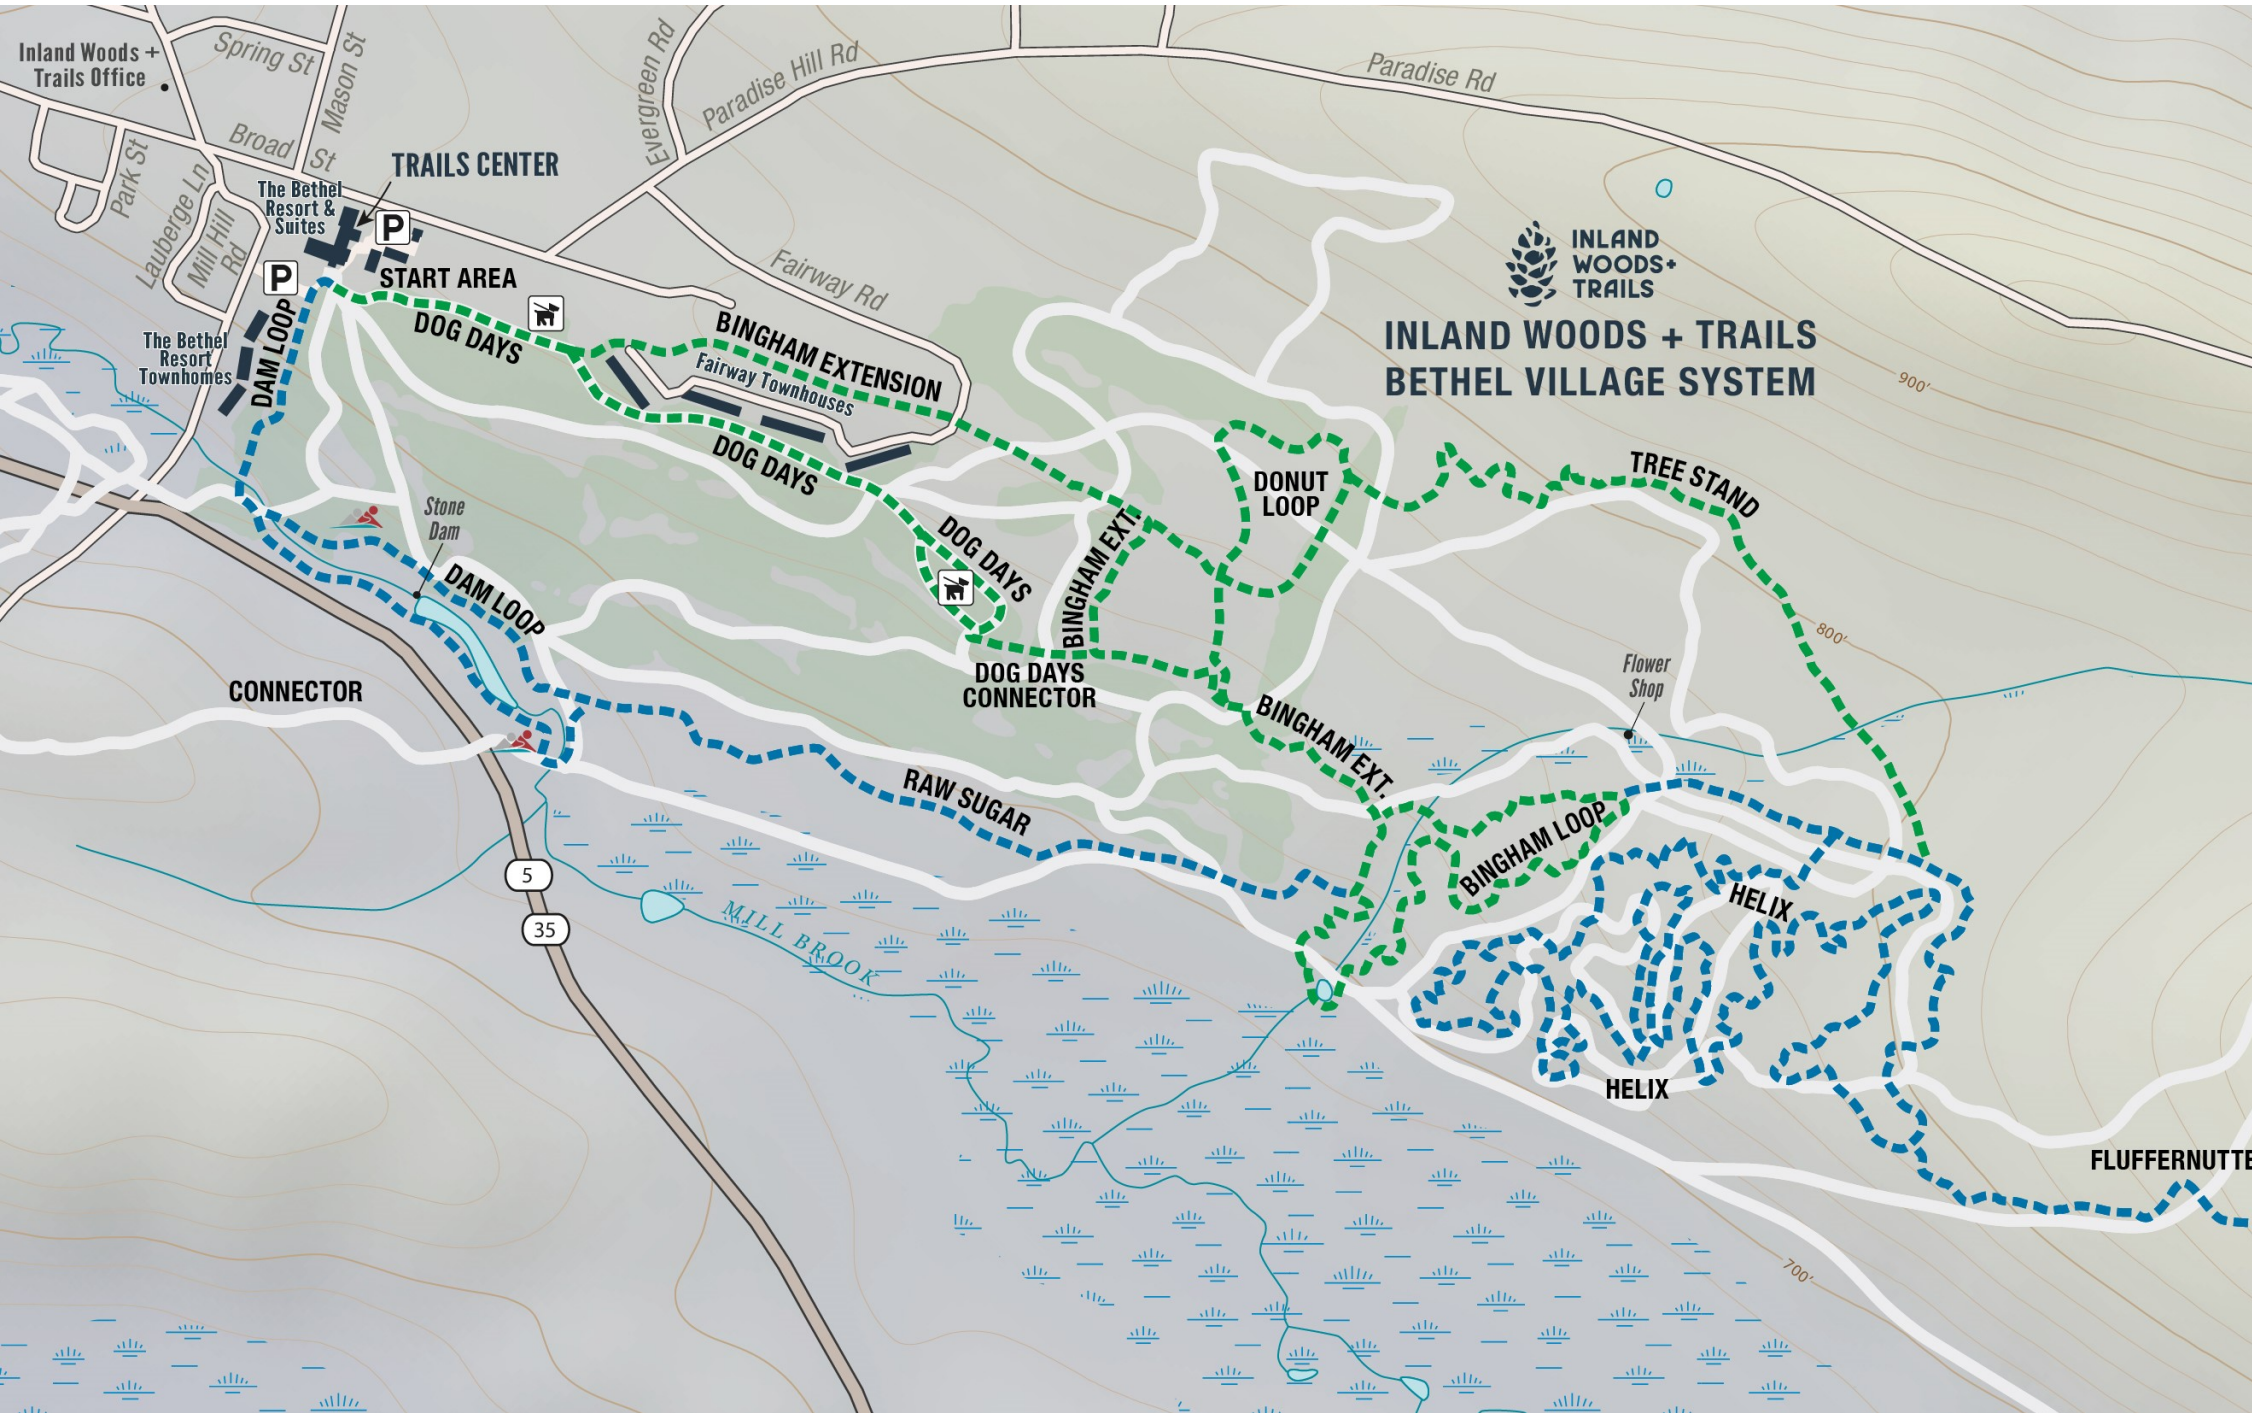 Inland Woods +
Trails Office
Spring St
Mason St
Broad St
Park St
Lauberge Ln
Mill Hill
Rd
Evergreen Rd
Paradise Hill Rd
Paradise Rd
Fairway Rd
TRAILS CENTER
The Bethel
Resort &
Suites
P
P
START AREA
The Bethel
Resort
Townhomes
DAM LOOP
DOG DAYS
BINGHAM EXTENSION
Fairway Townhouses
DOG DAYS
DOG DAYS
INLAND
WOODS+
TRAILS
INLAND WOODS + TRAILS
BETHEL VILLAGE SYSTEM
900'
DONUT
LOOP
TREE STAND
Stone
Dam
DAM LOOP
BINGHAM EXT.
800'
DOG DAYS
CONNECTOR
CONNECTOR
Flower
Shop
BINGHAM EXT.
RAW SUGAR
BINGHAM LOOP
5
35
MILL BROOK
HELIX
HELIX
FLUFFERNUTTE
700'